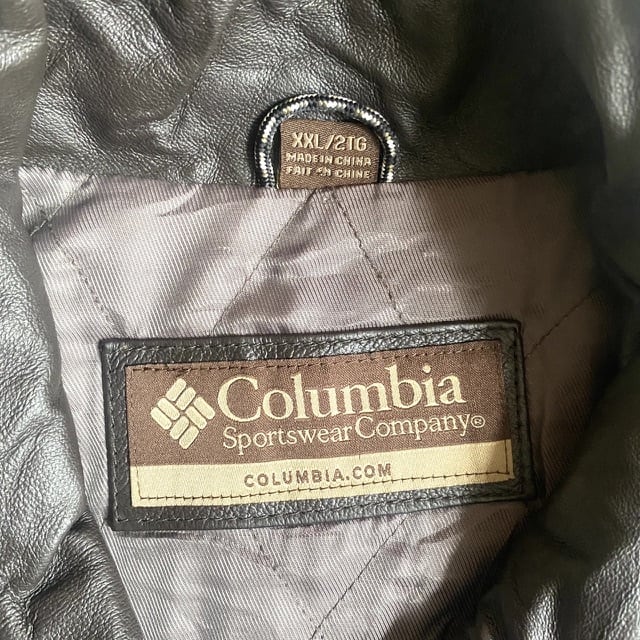 XXL/2TG
MADE IN CHINA
FAIT EN CHINE
Columbia
Sportswear Company®
COLUMBIA.COM